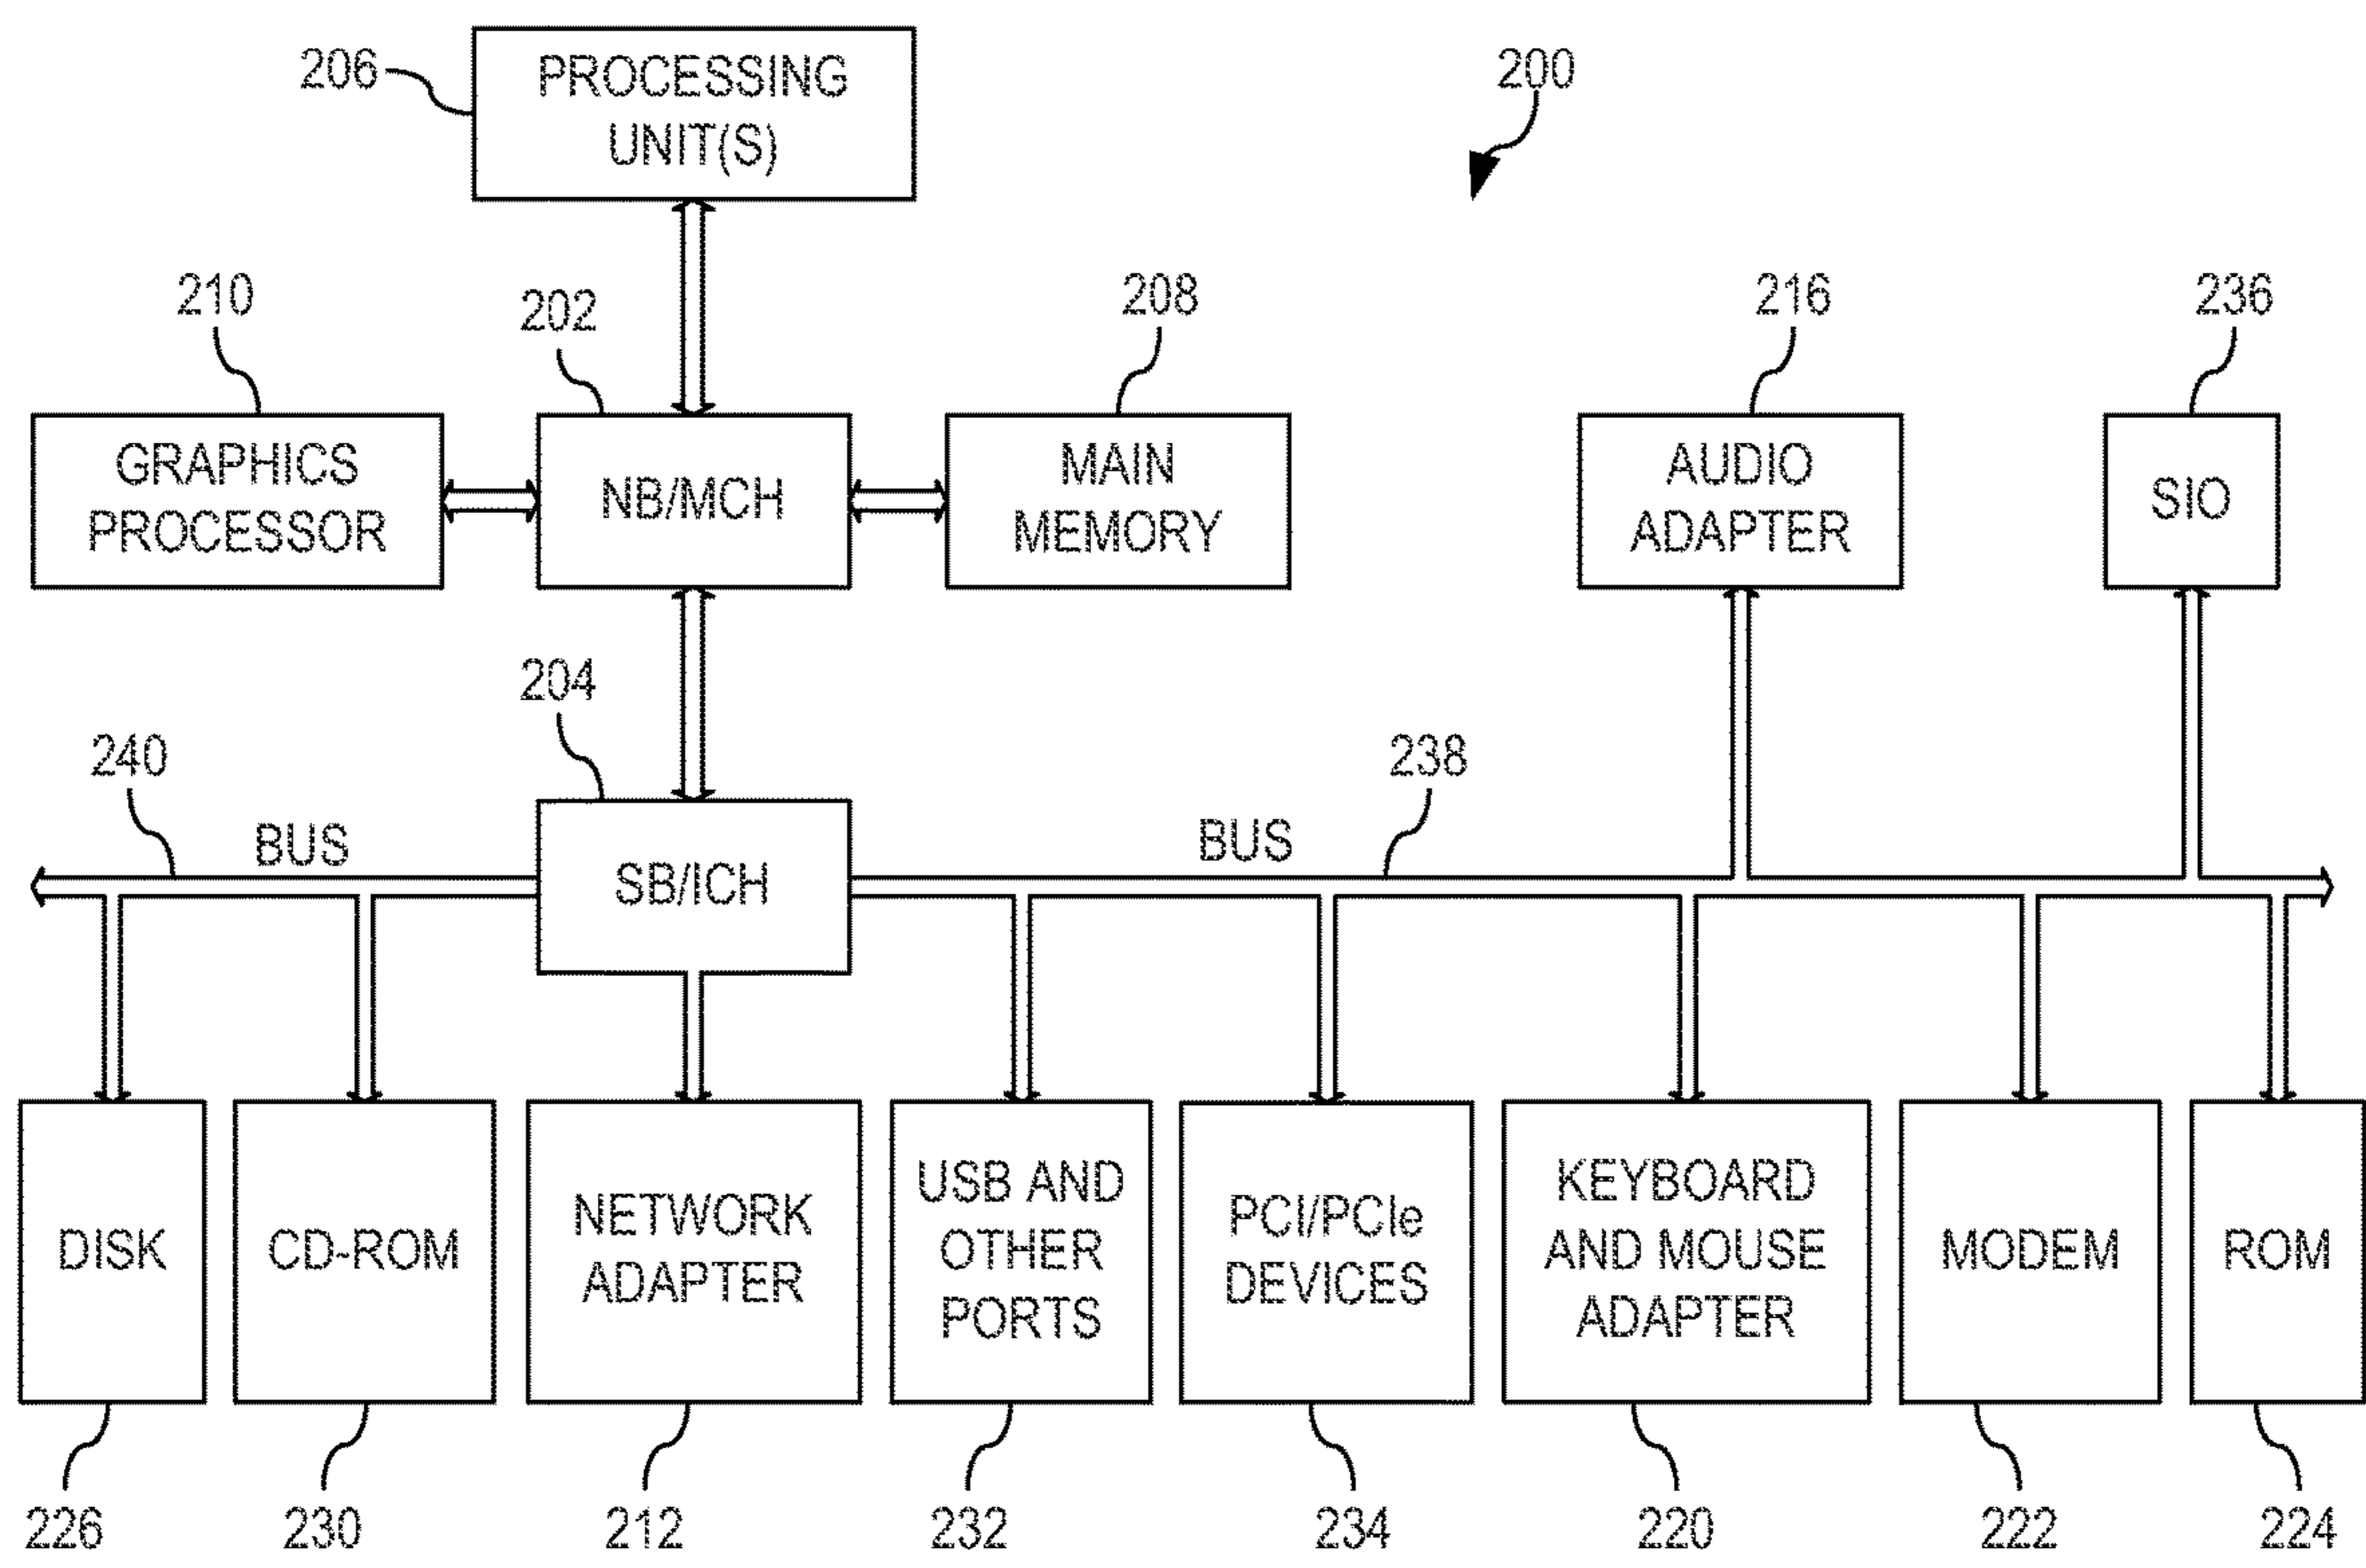 206
PROCESSING
UNIT(S)
200
210
202
208
216
236
GRAPHICS
PROCESSOR
NB/MCH
MAIN
MEMORY
AUDIO
ADAPTER
SIO
204
240
238
BUS
BUS
SB/ICH
DISK
CD-ROM
NETWORK
ADAPTER
USB AND
OTHER
PORTS
PCI/PCIe
DEVICES
KEYBOARD
AND MOUSE
ADAPTER
MODEM
ROM
226
230
212
232
234
220
222
224